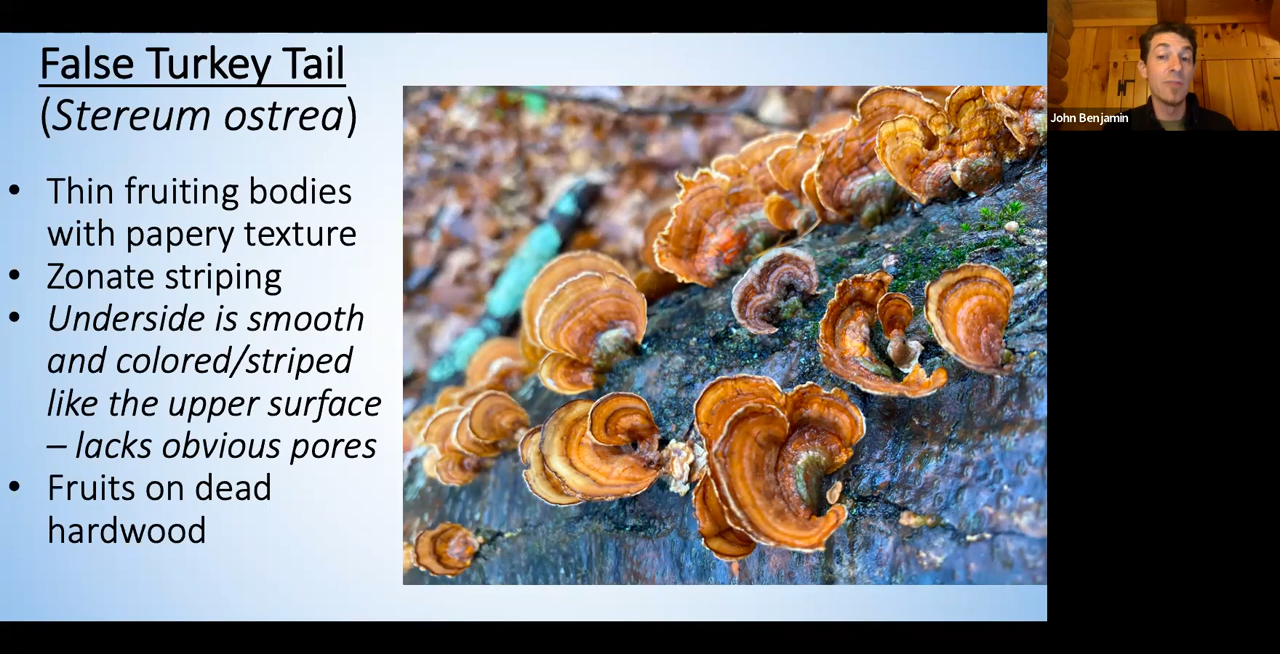 False Turkey Tail
(Stereum ostrea)
• Thin fruiting bodies
with papery texture
• Zonate striping
• Underside is smooth
and colored/striped
like the upper surface
– lacks obvious pores
• Fruits on dead
hardwood
John Benjamin